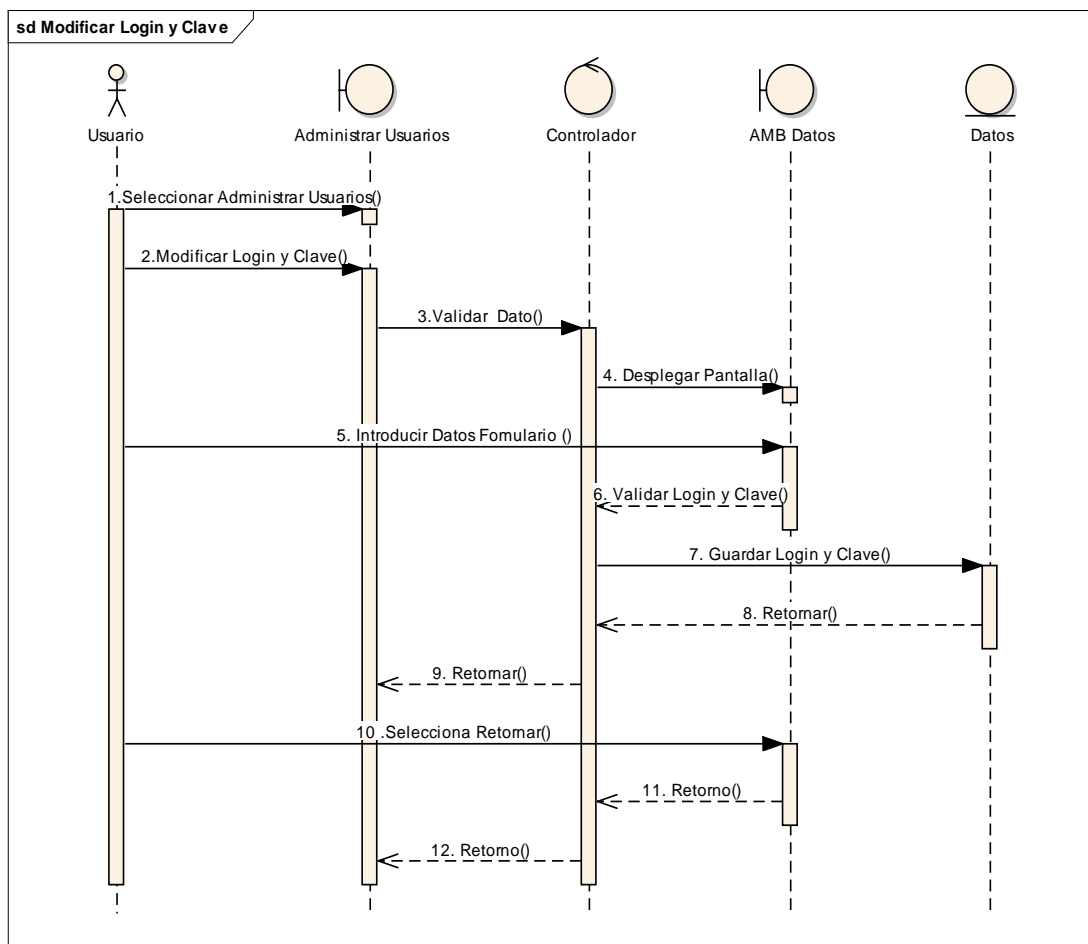 sd Modificar Login y Clave
Usuario
Administrar Usuarios
Controlador
AMB Datos
Datos
1.Seleccionar Administrar Usuarios()
2.Modificar Login y Clave()
3.Validar Dato()
4. Desplegar Pantalla()
5. Introducir Datos Fomulario ()
6. Validar Login y Clave()
7. Guardar Login y Clave()
8. Retornar()
9. Retornar()
10 .Selecciona Retornar()
11. Retorno()
12. Retorno()